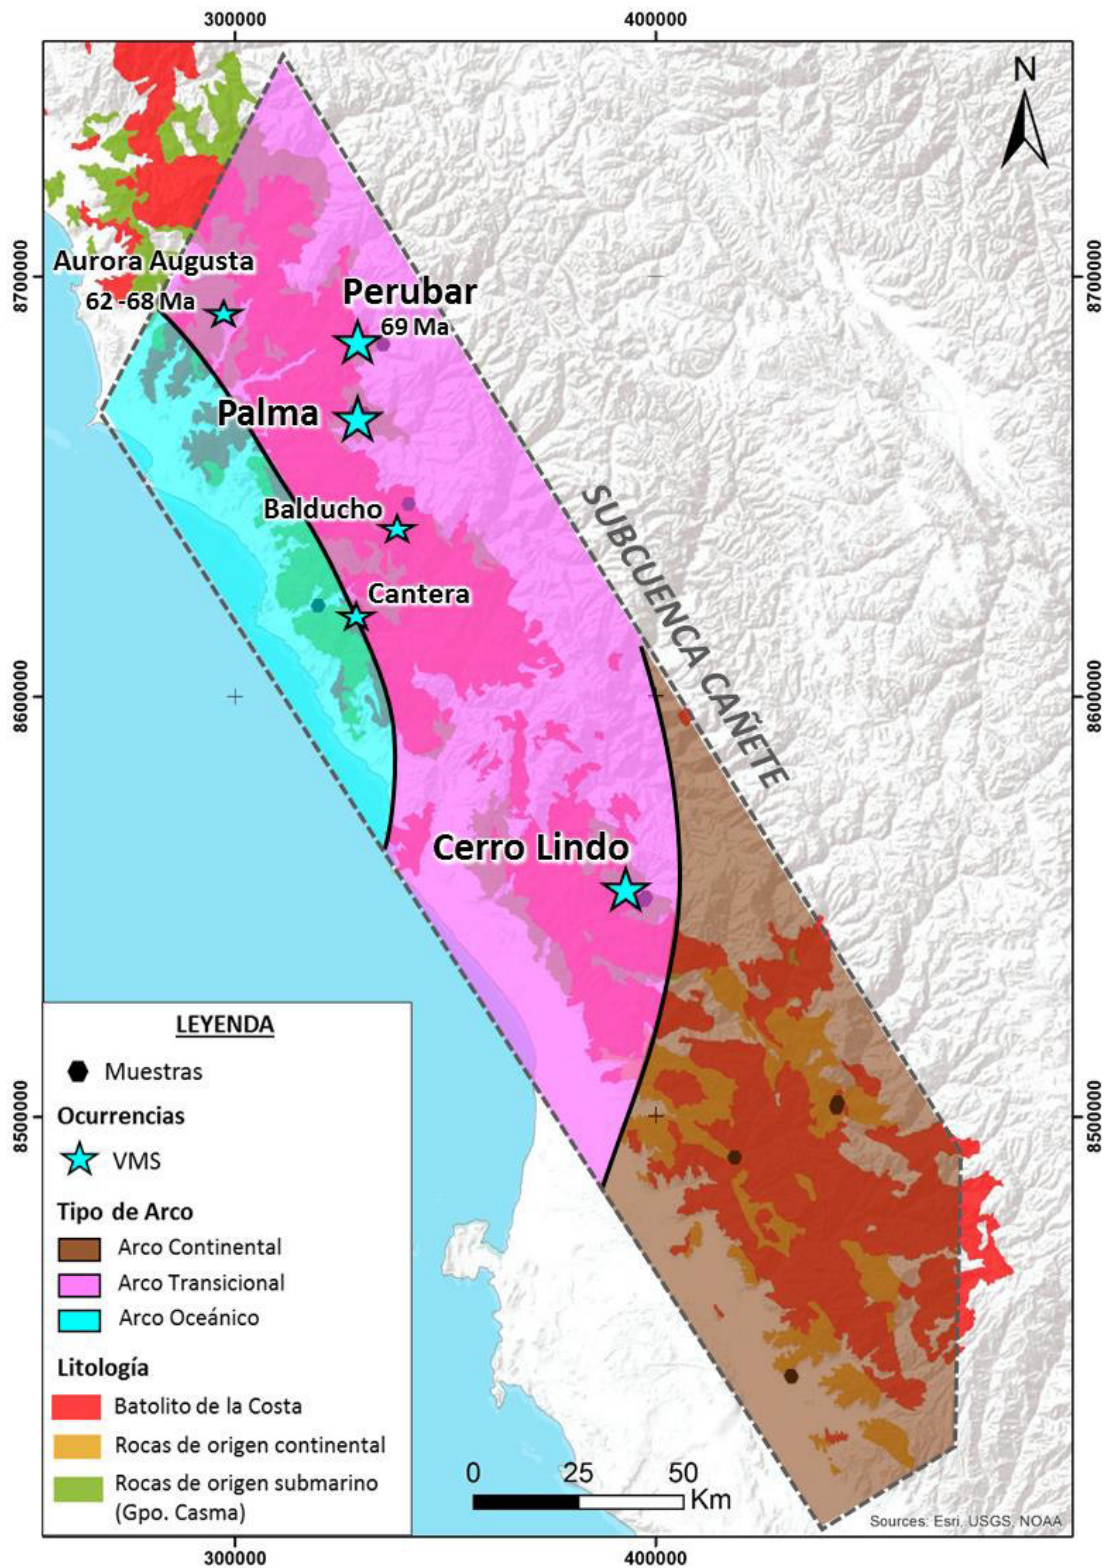 300000
400000
N
8700000
8700000
Aurora Augusta
62 -68 Ma
Perubar
69 Ma
Palma
Balducho
Cantera
SUBCUENCA CAÑETE
8600000
8600000
Cerro Lindo
8500000
8500000
LEYENDA
Muestras
Ocurrencias
VMS
Tipo de Arco
Arco Continental
Arco Transicional
Arco Oceánico
Litología
Batolito de la Costa
Rocas de origen continental
Rocas de origen submarino
(Gpo. Casma)
0 25 50
Km
Sources: Esri, USGS, NOAA
300000
400000